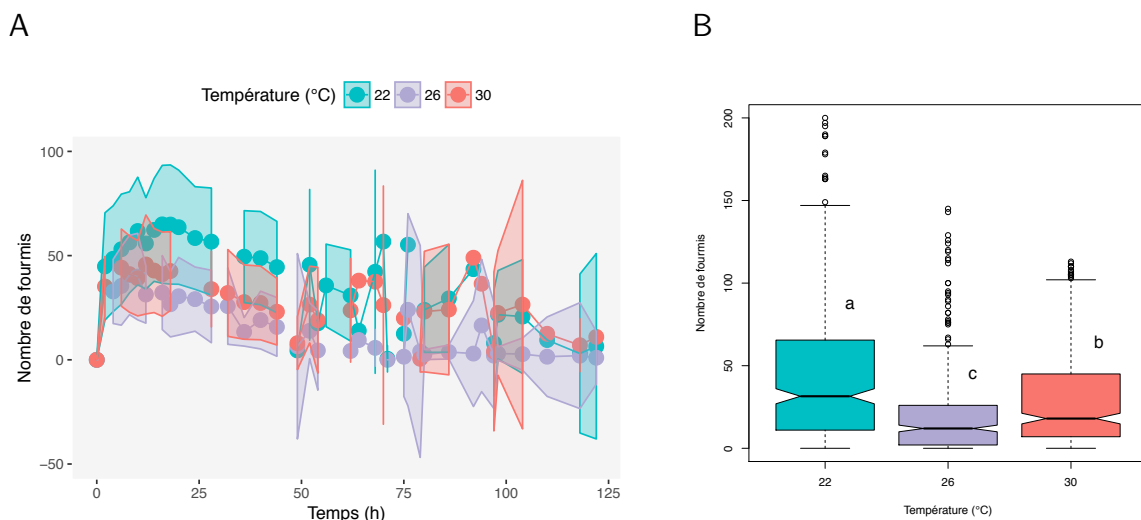 A
B
Température (°C) 22 26 30
100
50
0
−50
Nombre de fourmis
0 25 50 75 100 125
Temps (h)
200
150
100
50
0
Nombre de fourmis
a
c
b
22 26 30
Température (°C)